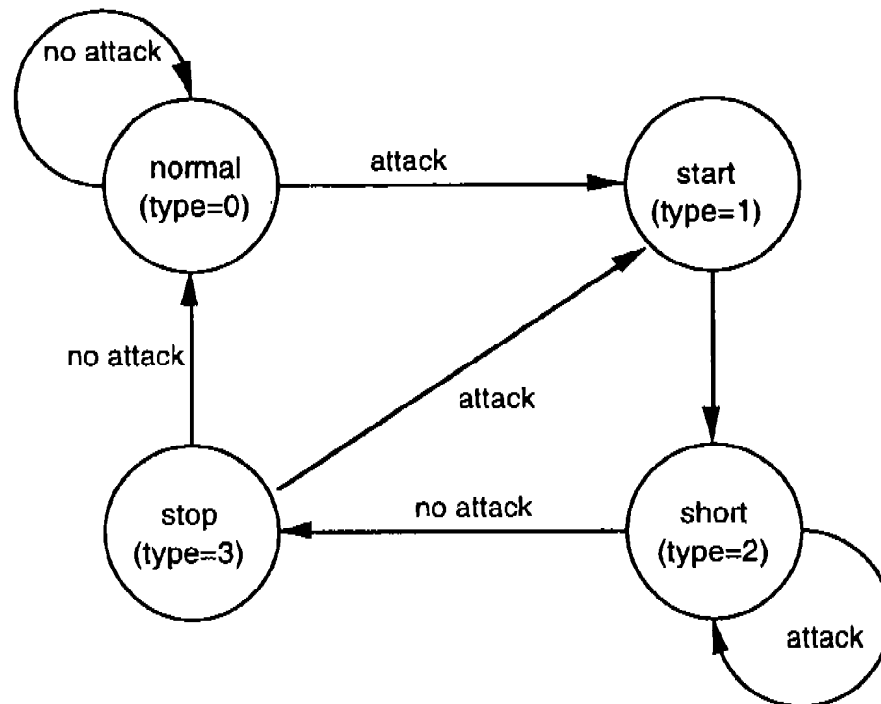 no attack
normal
(type=0)
attack
start
(type=1)
no attack
attack
stop
(type=3)
no attack
short
(type=2)
attack